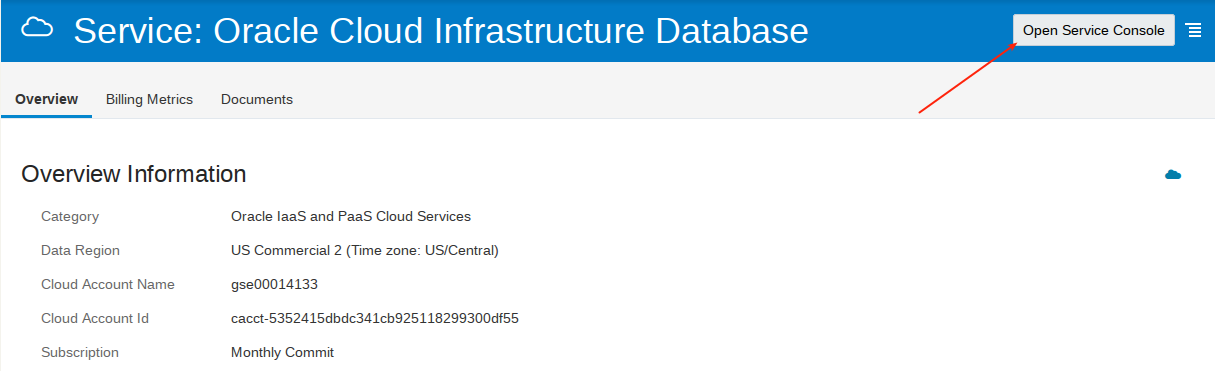 Service: Oracle Cloud Infrastructure Database
Open Service Console
Overview Billing Metrics Documents
Overview Information
Category Oracle IaaS and PaaS Cloud Services
Data Region US Commercial 2 (Time zone: US/Central)
Cloud Account Name gse00014133
Cloud Account Id cacct-5352415dbdc341cb925118299300df55
Subscription Monthly Commit